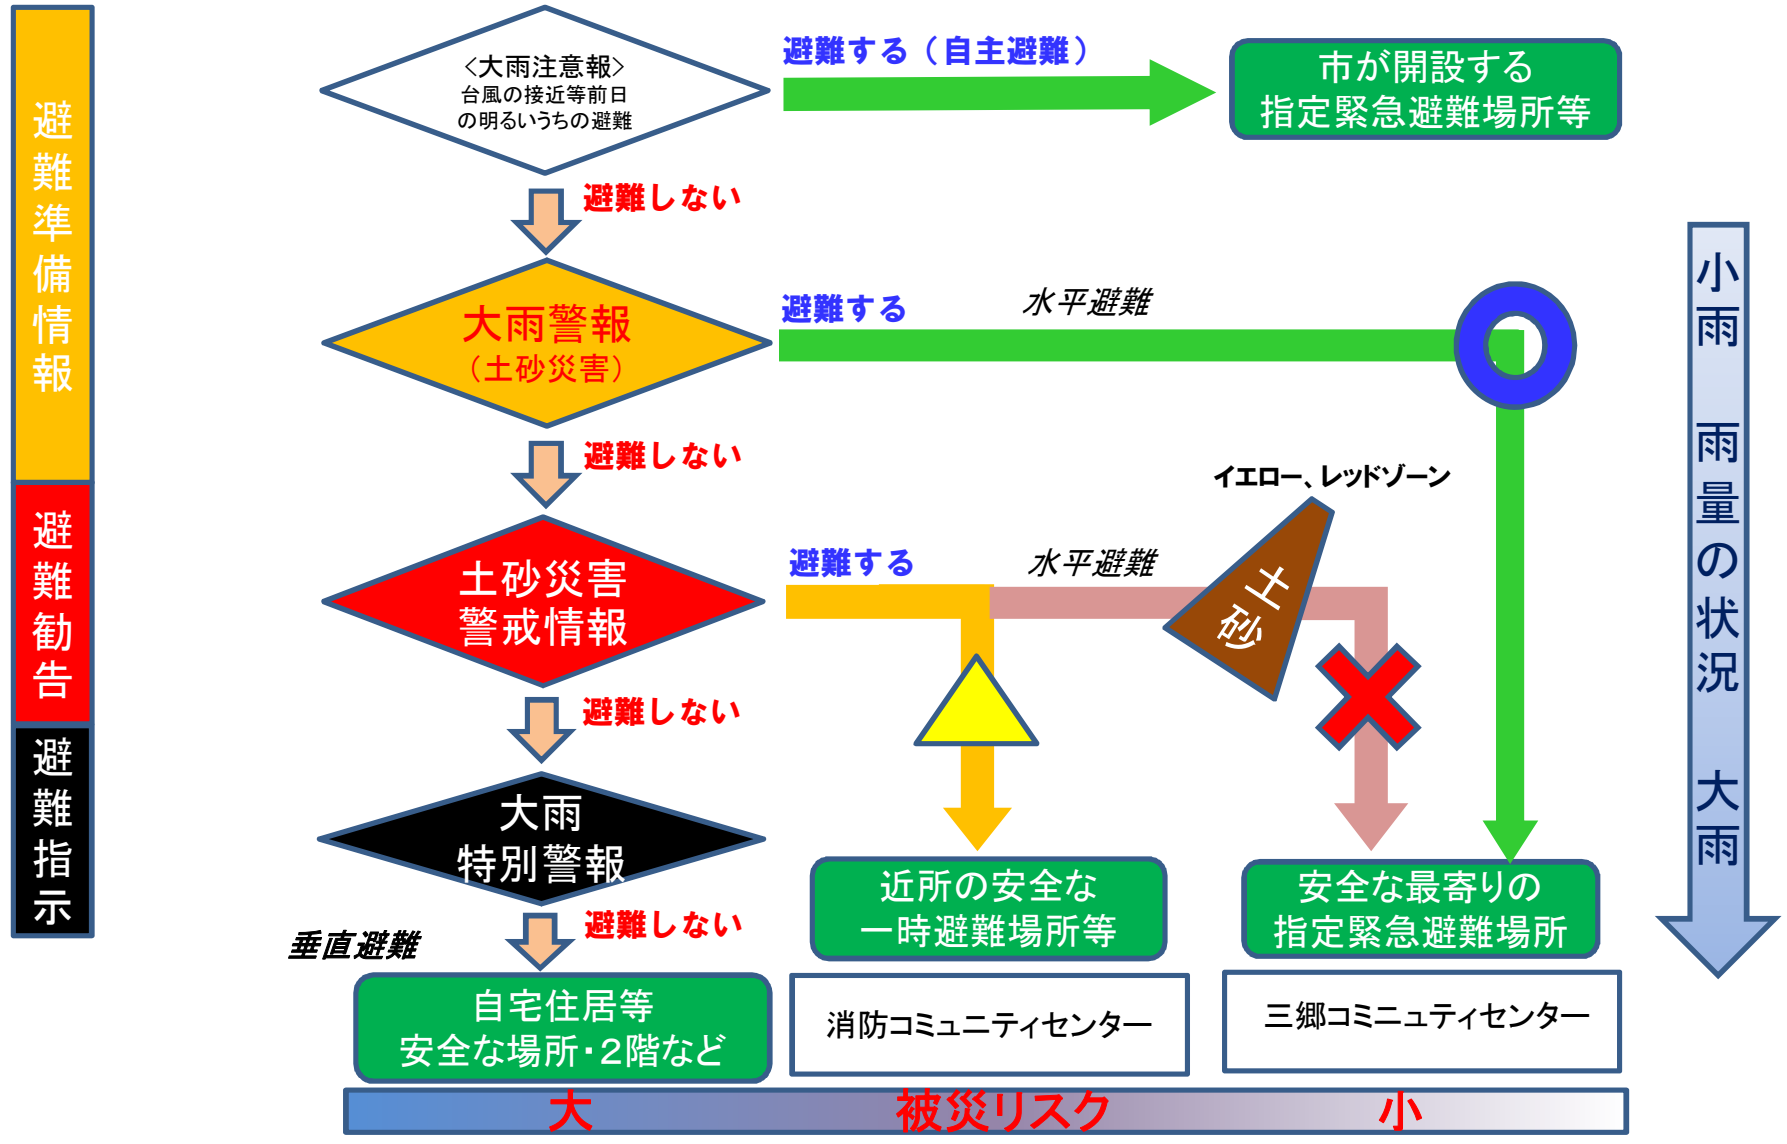 避難準備情報
避難勧告
避難指示
<大雨注意報>
台風の接近等前日
の明るいうちの避難
避難する（自主避難）
市が開設する
指定緊急避難場所等
避難しない
大雨警報
（土砂災害）
避難する
水平避難
避難しない
イエロー、レッドゾーン
土砂災害
警戒情報
避難する
水平避難
土砂
避難しない
大雨
特別警報
避難しない
垂直避難
自宅住居等
安全な場所・２階など
近所の安全な
一時避難場所等
消防コミュニティセンター
安全な最寄りの
指定緊急避難場所
三郷コミニュティセンター
小雨　雨量の状況　大雨
大　被災リスク　小